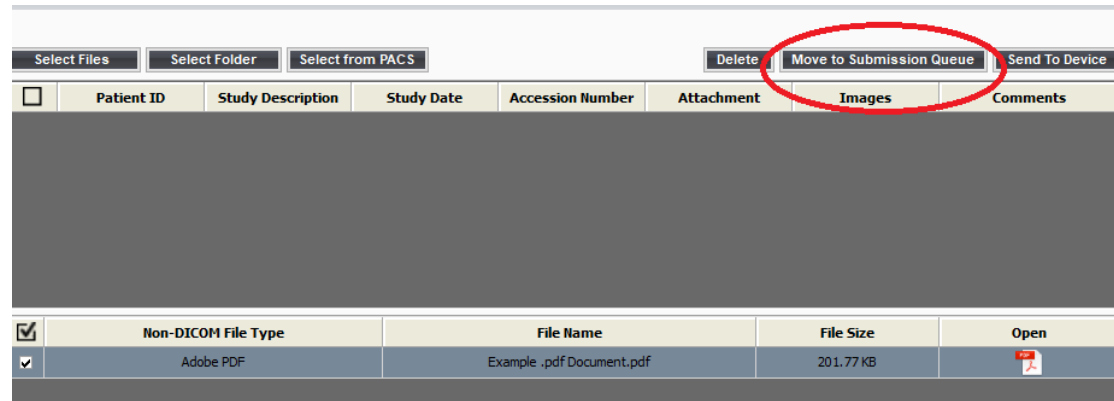 Select Files Select Folder Select from PACS Delete Move to Submission Queue Send To Device
Patient ID Study Description Study Date Accession Number Attachment Images Comments
Non-DICOM File Type File Name File Size Open
Adobe PDF Example .pdf Document.pdf 201.77 KB PDF